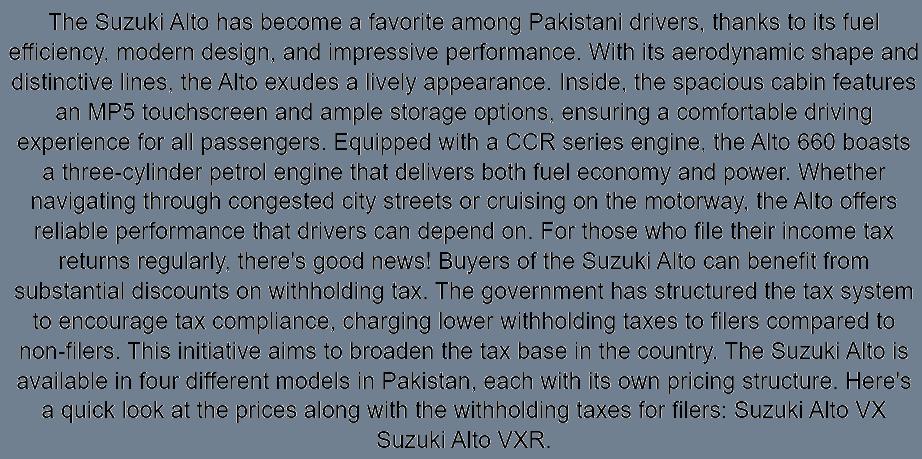 The Suzuki Alto has become a favorite among Pakistani drivers, thanks to its fuel
efficiency, modern design, and impressive performance. With its aerodynamic shape and
distinctive lines, the Alto exudes a lively appearance. Inside, the spacious cabin features
an MP5 touchscreen and ample storage options, ensuring a comfortable driving
experience for all passengers. Equipped with a CCR series engine, the Alto 660 boasts
a three-cylinder petrol engine that delivers both fuel economy and power. Whether
navigating through congested city streets or cruising on the motorway, the Alto offers
reliable performance that drivers can depend on. For those who file their income tax
returns regularly, there's good news! Buyers of the Suzuki Alto can benefit from
substantial discounts on withholding tax. The government has structured the tax system
to encourage tax compliance, charging lower withholding taxes to filers compared to
non-filers. This initiative aims to broaden the tax base in the country. The Suzuki Alto is
available in four different models in Pakistan, each with its own pricing structure. Here's
a quick look at the prices along with the withholding taxes for filers: Suzuki Alto VX
Suzuki Alto VXR.